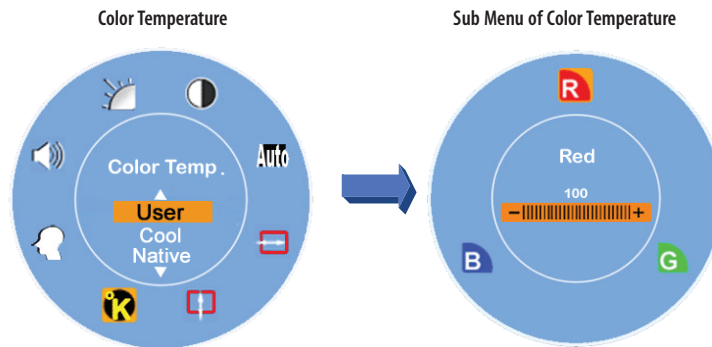 Color Temperature
Sub Menu of Color Temperature
Auto
Color Temp.
User
Cool
Native
°K
R
Red
100
- +
B
G